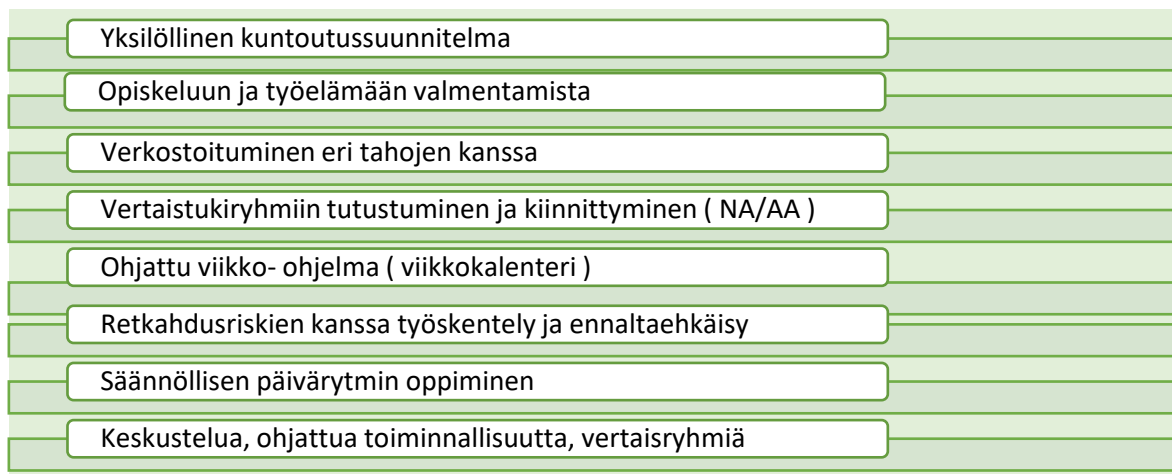 Yksilöllinen kuntoutussuunnitelma
Opiskeluun ja työelämään valmentamista
Verkostoituminen eri tahojen kanssa
Vertaistukiryhmiin tutustuminen ja kiinnittyminen ( NA/AA )
Ohjattu viikko- ohjelma ( viikkokalenteri )
Retkahdusriskien kanssa työskentely ja ennaltaehkäisy
Säännöllisen päivärytmin oppiminen
Keskustelua, ohjattua toiminnallisuutta, vertaisryhmiä